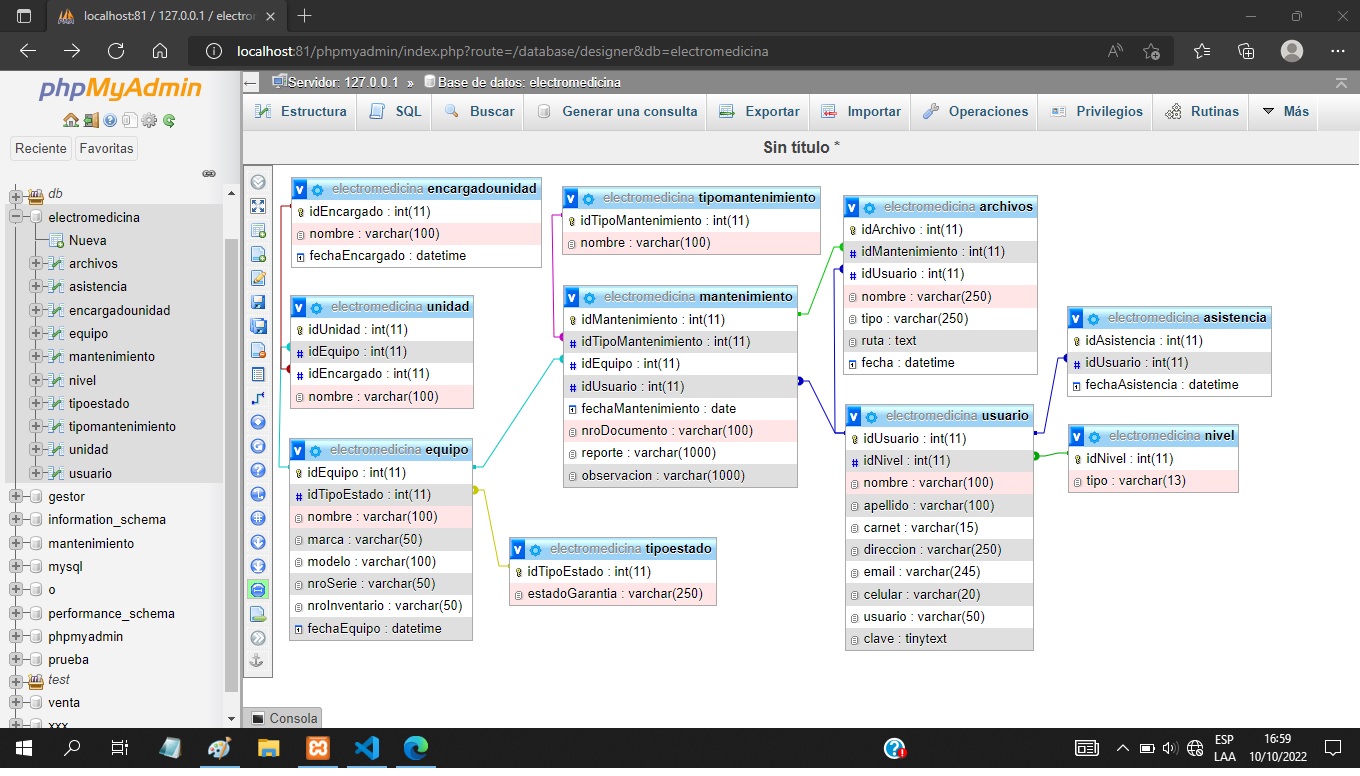 localhost:81 / 127.0.0.1 / electro
localhost:81/phpmyadmin/index.php?route=/database/designer&db=electromedicina
phpMyAdmin
Reciente
Favoritas
db
electromedicina
Nueva
archivos
asistencia
encargadounidad
equipo
mantenimiento
nivel
tipoestado
tipomantenimiento
unidad
usuario
gestor
information_schema
mantenimiento
mysql
o
performance_schema
phpmyadmin
prueba
test
venta
xxx
Servidor: 127.0.0.1 » Base de datos: electromedicina
Estructura SQL Buscar Generar una consulta Exportar Importar Operaciones Privilegios Rutinas Más
Sin título *
electromedicina encargadounidad
idEncargado : int(11)
nombre : varchar(100)
fechaEncargado : datetime
electromedicina unidad
idUnidad : int(11)
idEquipo : int(11)
idEncargado : int(11)
nombre : varchar(100)
electromedicina equipo
idEquipo : int(11)
idTipoEstado : int(11)
nombre : varchar(100)
marca : varchar(50)
modelo : varchar(100)
nroSerie : varchar(50)
nroInventario : varchar(50)
fechaEquipo : datetime
electromedicina tipomantenimiento
idTipoMantenimiento : int(11)
nombre : varchar(100)
electromedicina mantenimiento
idMantenimiento : int(11)
idTipoMantenimiento : int(11)
idEquipo : int(11)
idUsuario : int(11)
fechaMantenimiento : date
nroDocumento : varchar(100)
reporte : varchar(1000)
observacion : varchar(1000)
electromedicina tipoestado
idTipoEstado : int(11)
estadoGarantia : varchar(250)
electromedicina archivos
idArchivo : int(11)
idMantenimiento : int(11)
idUsuario : int(11)
nombre : varchar(250)
tipo : varchar(250)
ruta : text
fecha : datetime
electromedicina usuario
idUsuario : int(11)
idNivel : int(11)
nombre : varchar(100)
apellido : varchar(100)
carnet : varchar(15)
direccion : varchar(250)
email : varchar(245)
celular : varchar(20)
usuario : varchar(50)
clave : tinytext
electromedicina asistencia
idAsistencia : int(11)
idUsuario : int(11)
fechaAsistencia : datetime
electromedicina nivel
idNivel : int(11)
tipo : varchar(13)
Consola
ESP
LAA
16:59
10/10/2022